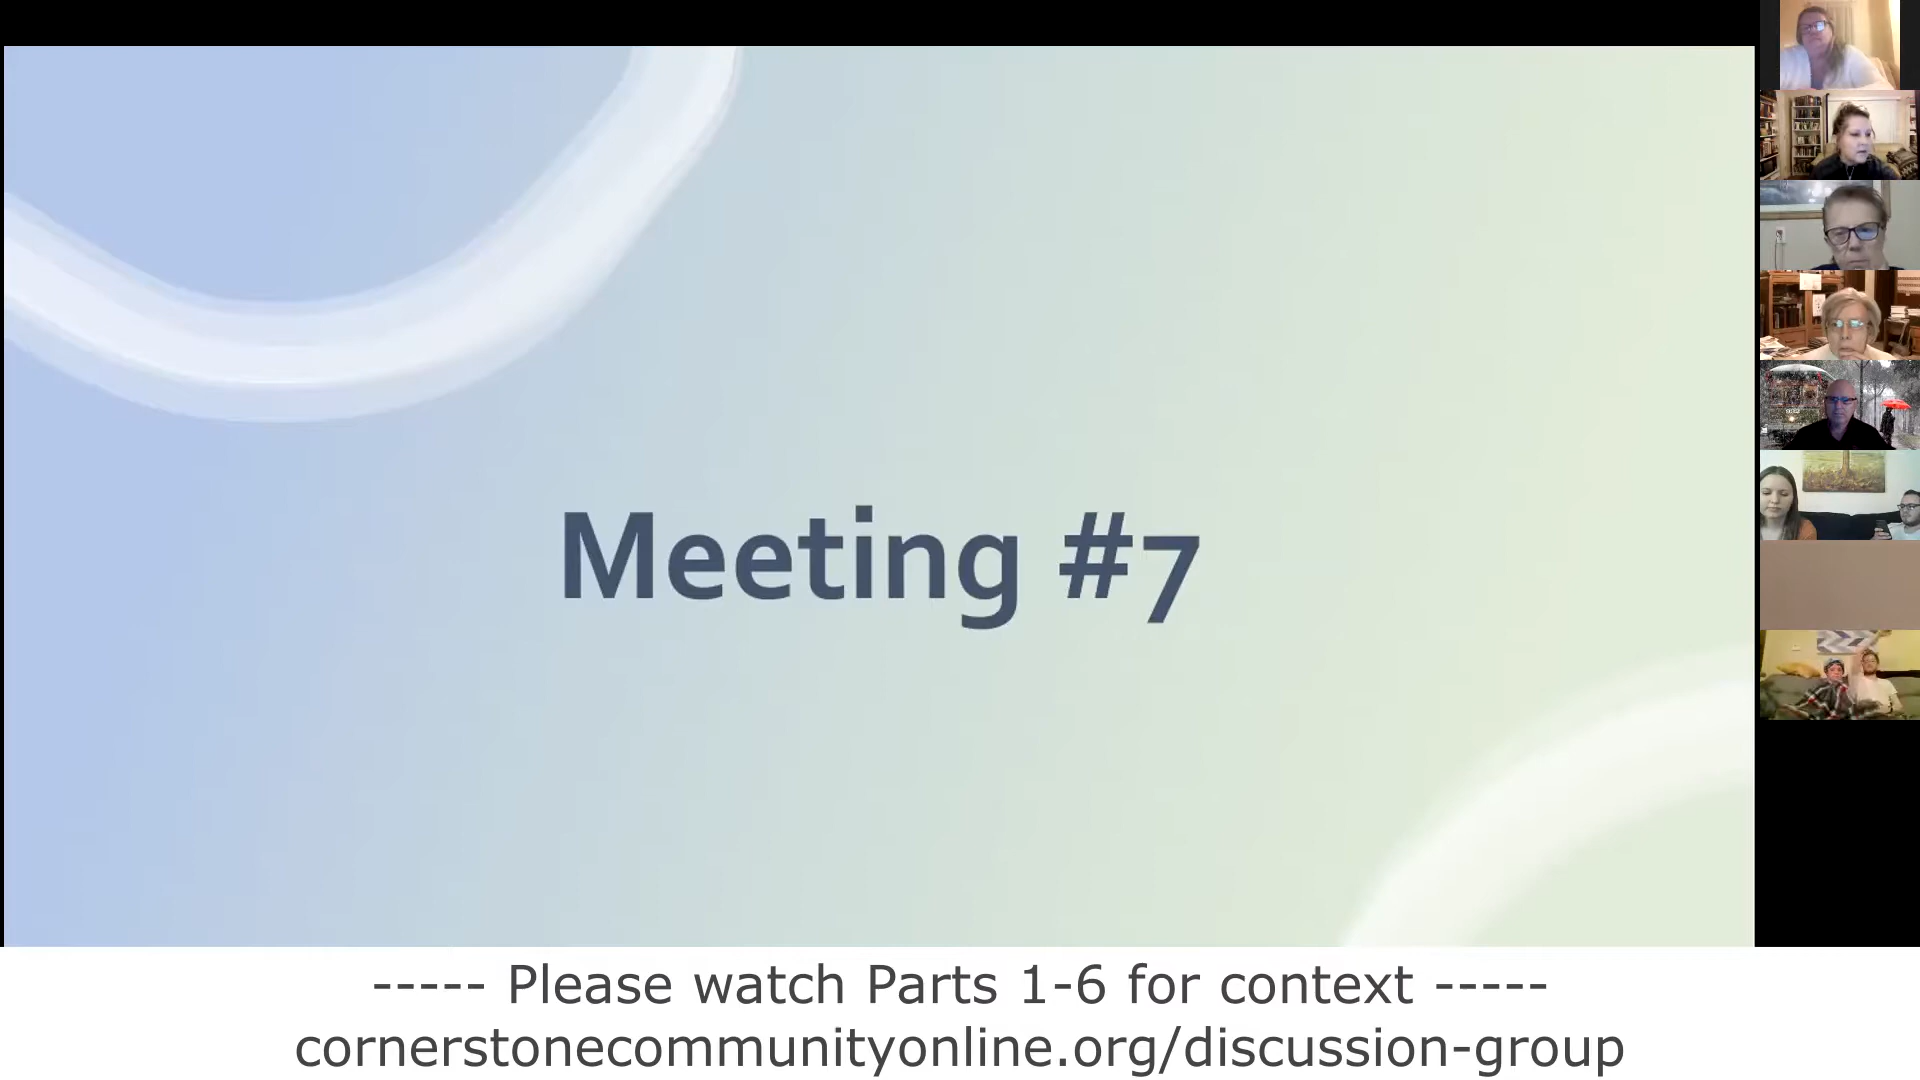 Meeting #7
----- Please watch Parts 1-6 for context -----
cornerstonecommunityonline.org/discussion-group